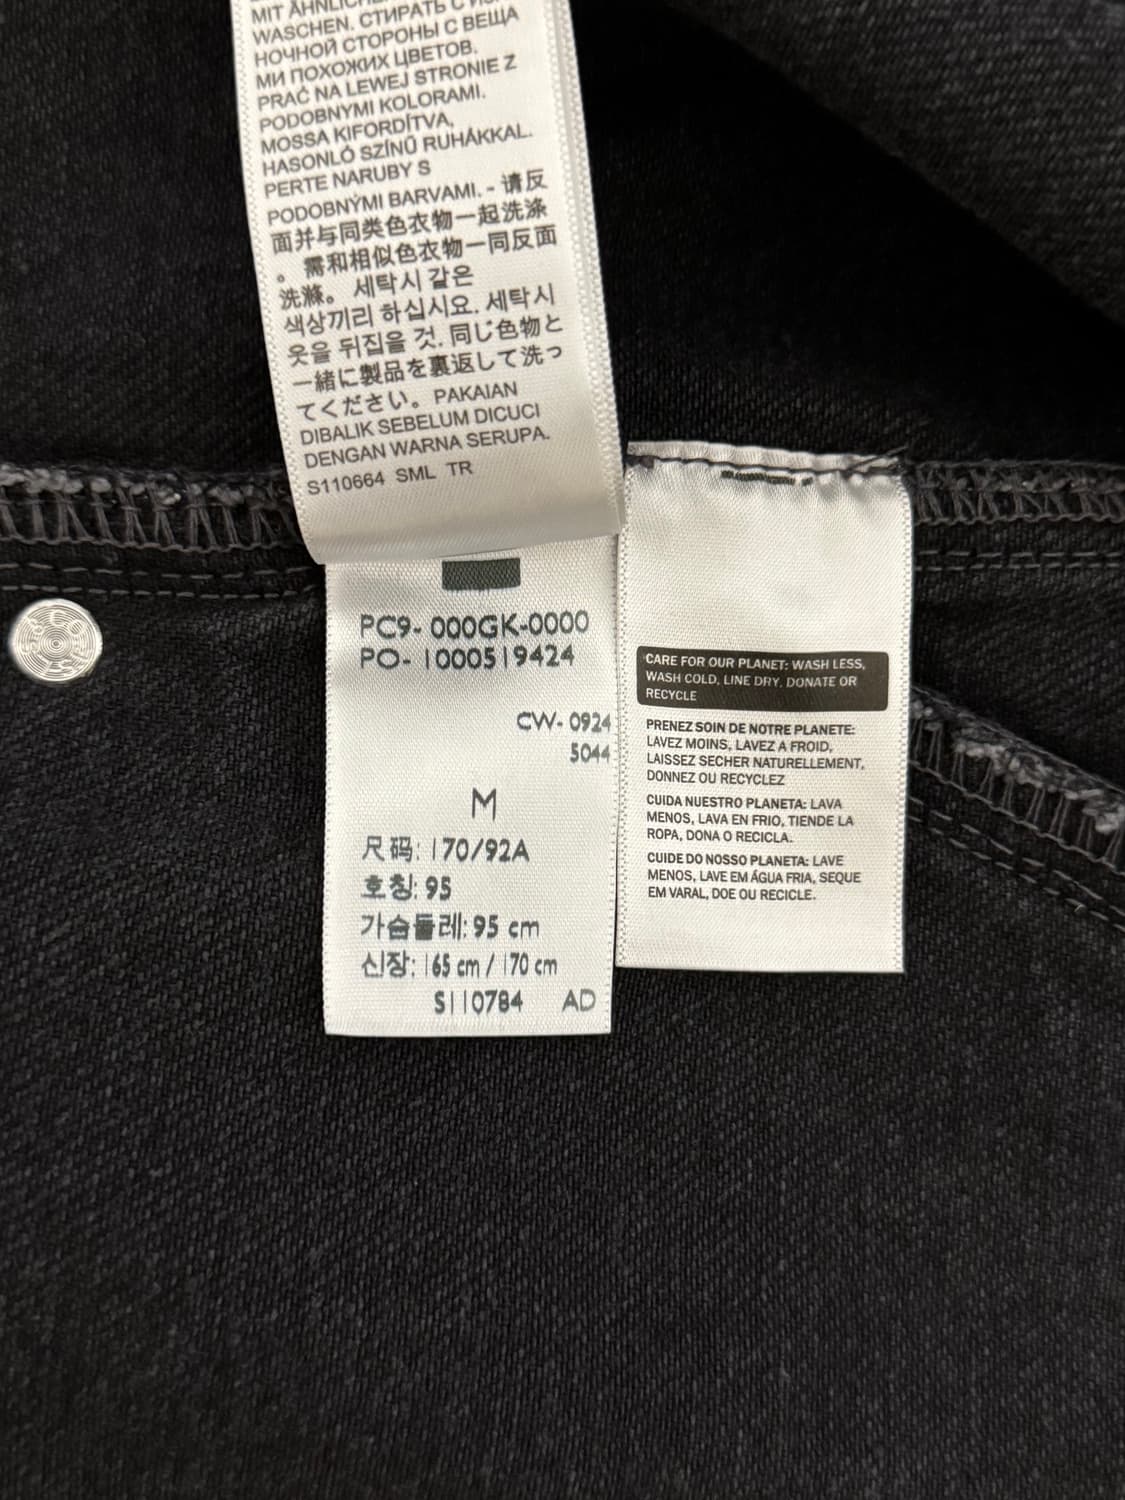 MIT ÄHNLICHE
WASCHEN. СТИРАТЬ С ИЗ
НОЧНОЙ СТОРОНЫ С ВЕЩА
МИ ПОХОЖИХ ЦВЕТОВ.
PRAĆ NA LEWEJ STRONIE Z
PODOBNYMI KOLORAMI.
MOSSA KIFORDÍTVA,
HASONLÓ SZÍNŰ RUHÁKKAL.
PERTE NARUBY S
PODOBNÝMI BARVAMI. - 请反
面并与同类色衣物一起洗涤
。需和相似色衣物一同反面
洗滌。 세탁시 같은
색상끼리 하십시요. 세탁시
옷을 뒤집을 것. 同じ色物と
一緒に製品を裏返して洗っ
てください。PAKAIAN
DIBALIK SEBELUM DICUCI
DENGAN WARNA SERUPA.
S110664 SML TR
PC9- 000GK-0000
PO- 1000519424
CW- 0924
5044
M
尺码: 170/92A
호칭: 95
가슴둘레: 95 cm
신장: 165 cm / 170 cm
S110784 AD
CARE FOR OUR PLANET: WASH LESS,
WASH COLD, LINE DRY, DONATE OR
RECYCLE
PRENEZ SOIN DE NOTRE PLANETE:
LAVEZ MOINS, LAVEZ A FROID,
LAISSEZ SECHER NATURELLEMENT,
DONNEZ OU RECYCLEZ
CUIDA NUESTRO PLANETA: LAVA
MENOS, LAVA EN FRIO, TIENDE LA
ROPA, DONA O RECICLA.
CUIDE DO NOSSO PLANETA: LAVE
MENOS, LAVE EM ÁGUA FRIA, SEQUE
EM VARAL, DOE OU RECICLE.